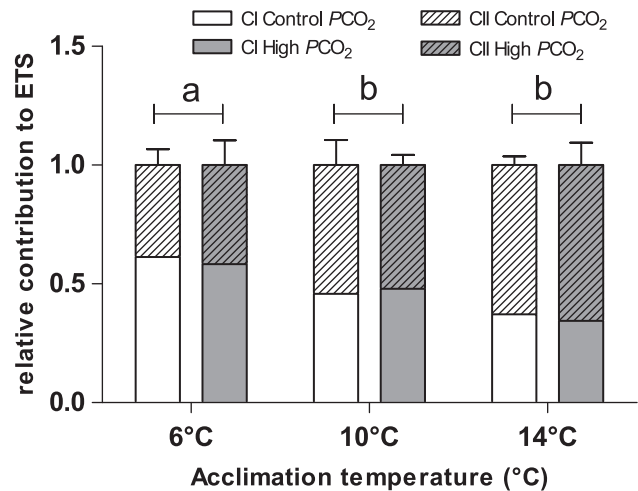 CI Control PCO₂ CII Control PCO₂
CI High PCO₂ CII High PCO₂
relative contribution to ETS
1.5
1.0
0.5
0.0
a b b
6°C 10°C 14°C
Acclimation temperature (°C)